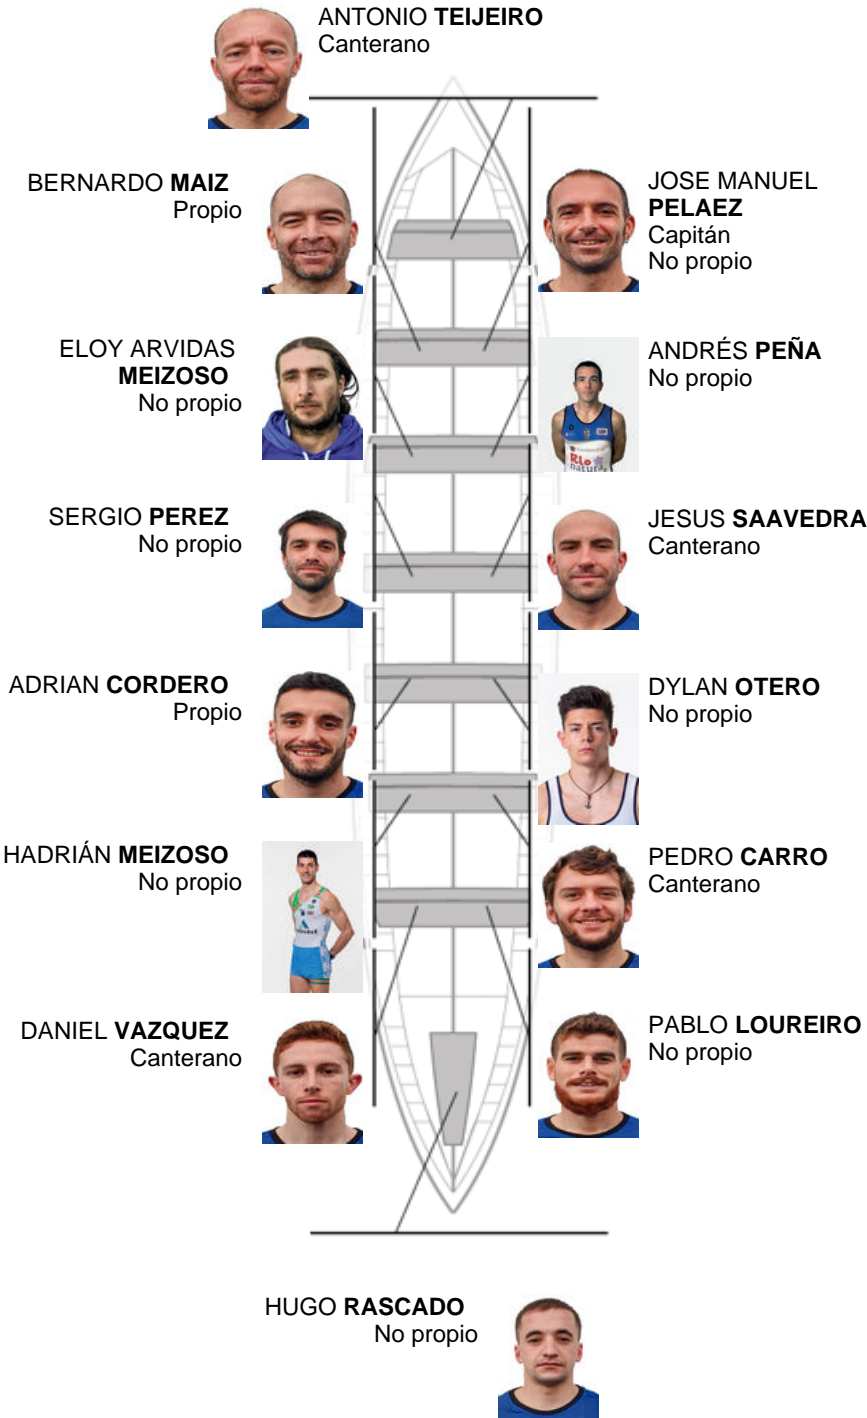 ANTONIO TEIJEIRO
Canterano
BERNARDO MAIZ
Propio
JOSE MANUEL
PELAEZ
Capitán
No propio
ELOY ARVIDAS
MEIZOSO
No propio
ANDRÉS PEÑA
No propio
SERGIO PEREZ
No propio
JESUS SAAVEDRA
Canterano
ADRIAN CORDERO
Propio
DYLAN OTERO
No propio
HADRIÁN MEIZOSO
No propio
PEDRO CARRO
Canterano
DANIEL VAZQUEZ
Canterano
PABLO LOUREIRO
No propio
HUGO RASCADO
No propio